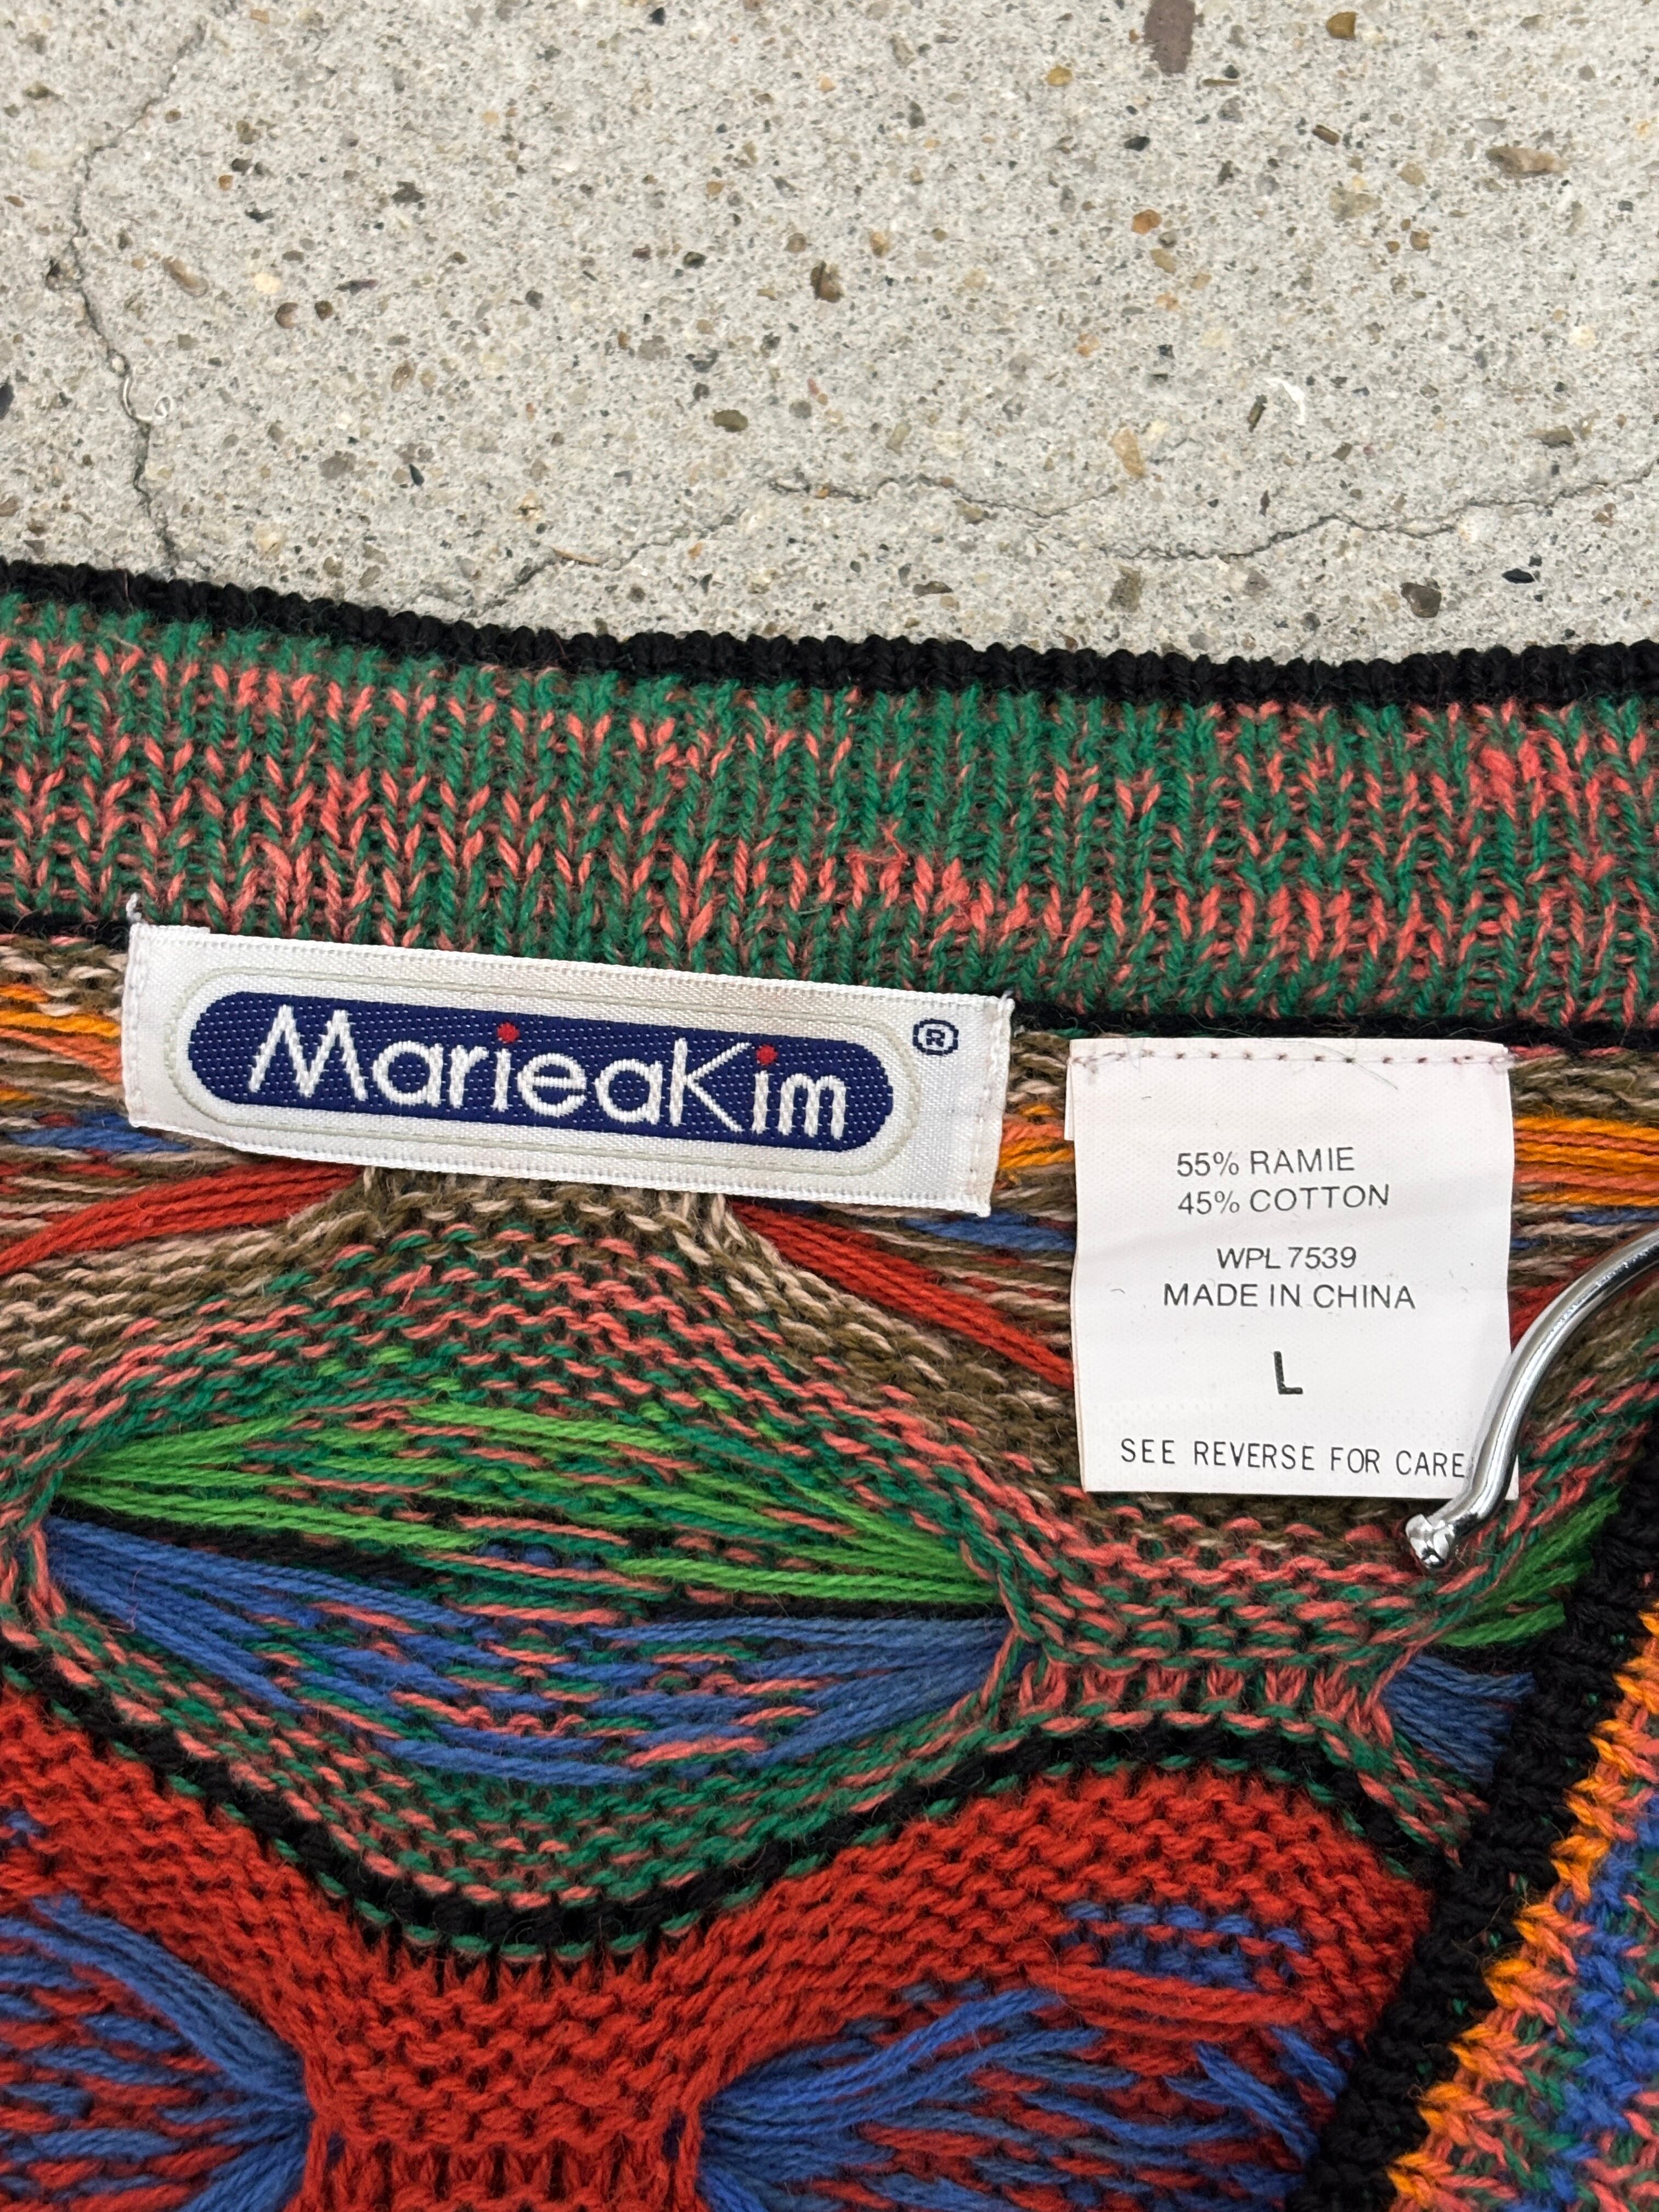 MarieaKim ®
55% RAMIE
45% COTTON
WPL 7539
MADE IN CHINA
L
SEE REVERSE FOR CARE